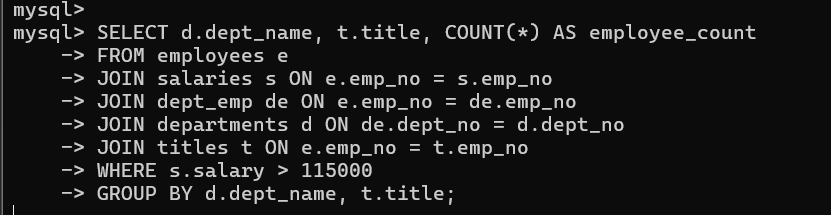 mysql>
mysql> SELECT d.dept_name, t.title, COUNT(*) AS employee_count
    -> FROM employees e
    -> JOIN salaries s ON e.emp_no = s.emp_no
    -> JOIN dept_emp de ON e.emp_no = de.emp_no
    -> JOIN departments d ON de.dept_no = d.dept_no
    -> JOIN titles t ON e.emp_no = t.emp_no
    -> WHERE s.salary > 115000
    -> GROUP BY d.dept_name, t.title;